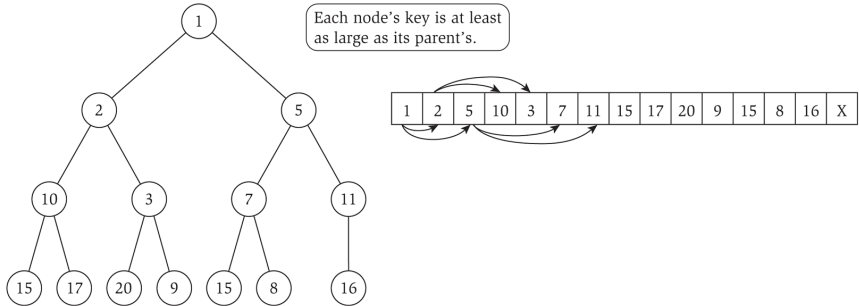 1
Each node’s key is at least
as large as its parent’s.
2 5
1 2 5 10 3 7 11 15 17 20 9 15 8 16 X
10 3 7 11
15 17 20 9 15 8 16